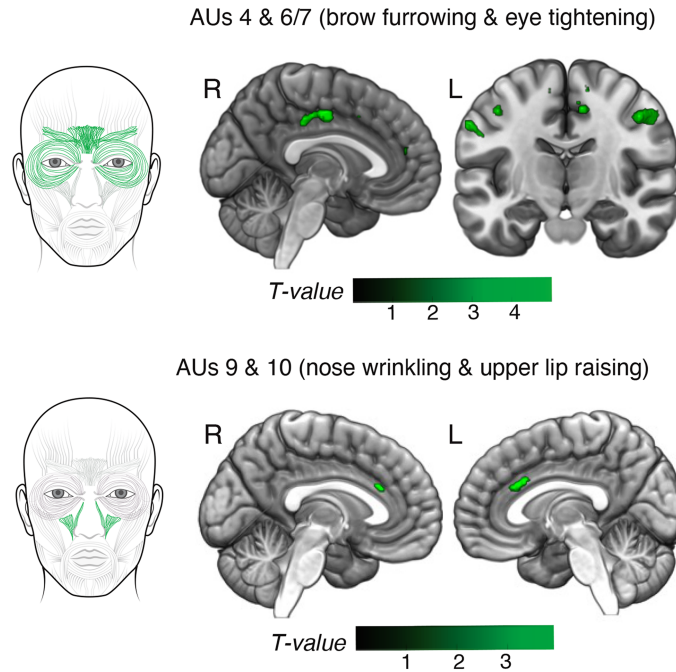 AUs 4 & 6/7 (brow furrowing & eye tightening)
R
L
T-value
1 2 3 4
AUs 9 & 10 (nose wrinkling & upper lip raising)
R
L
T-value
1 2 3